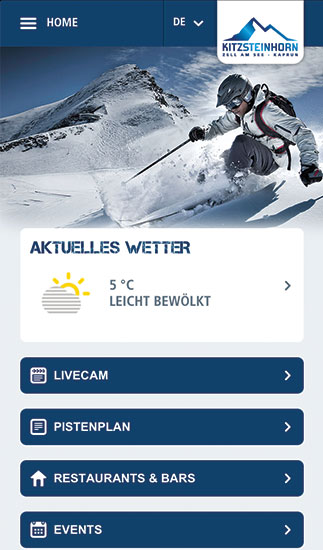 HOME
DE
KITZSTEINHORN
ZELL AM SEE · KAPRUN
AKTUELLES WETTER
5 °C
LEICHT BEWÖLKT
LIVECAM
PISTENPLAN
RESTAURANTS & BARS
EVENTS